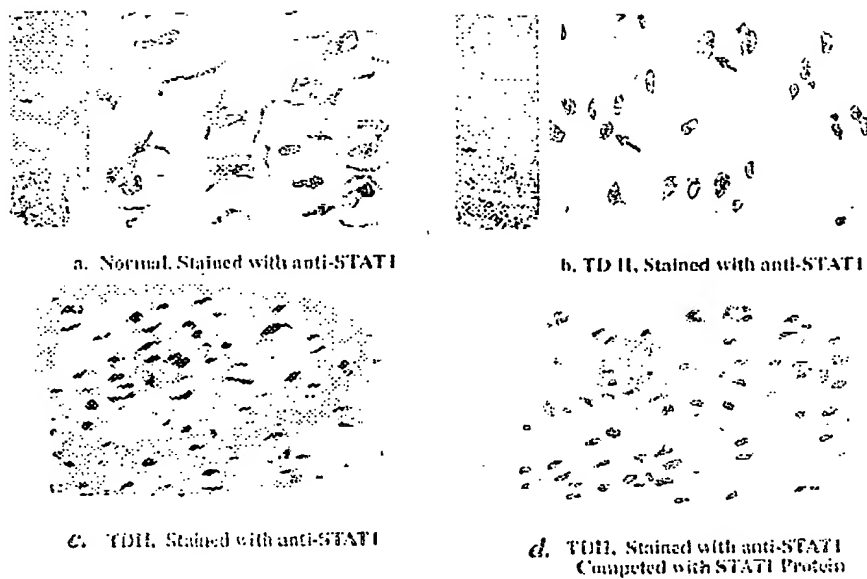 a. Normal, Stained with anti-STAT1
b. TD II, Stained with anti-STAT1
c. TDII, Stained with anti-STAT1
d. TDII, Stained with anti-STAT1
Competed with STAT1 Protein